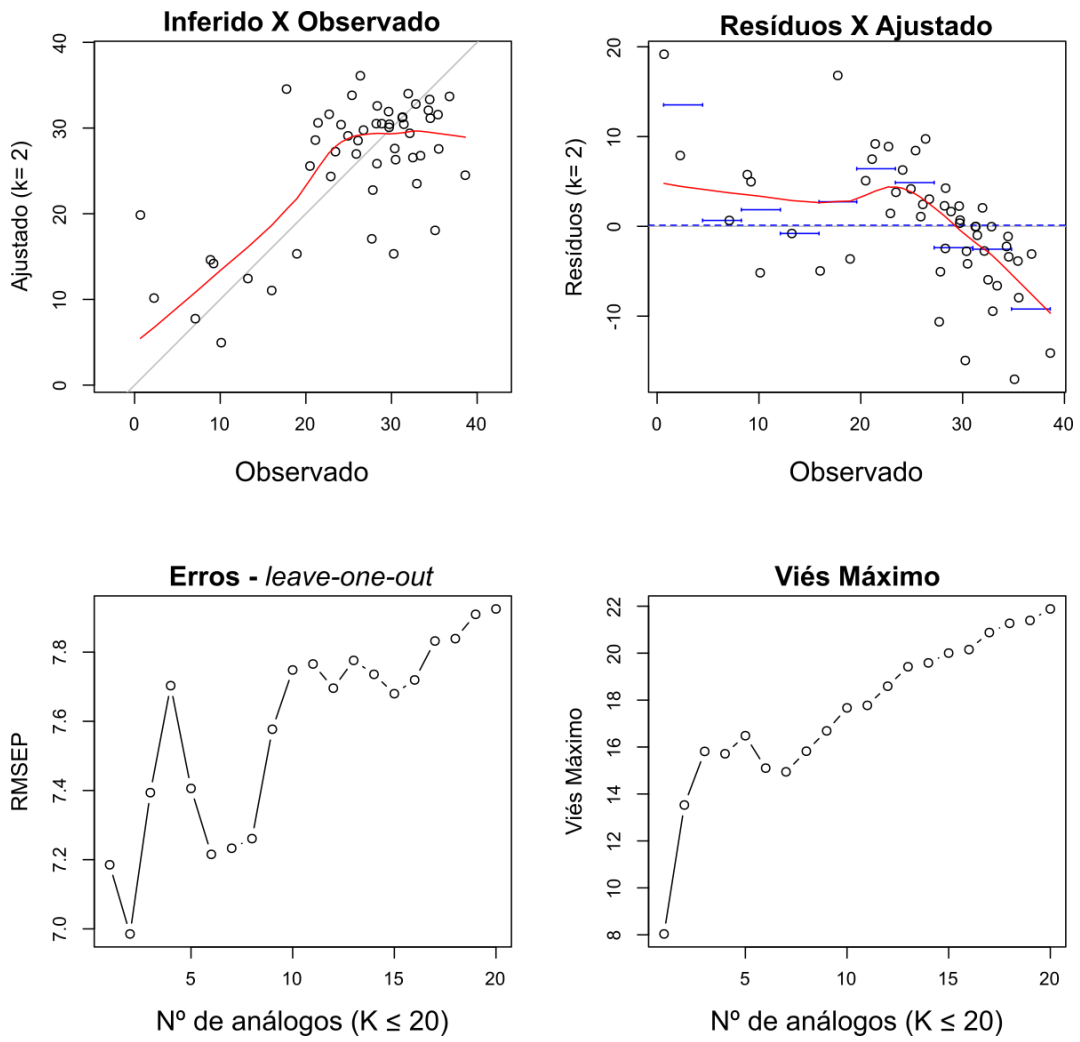 Inferido X Observado
Ajustado (k= 2)
40
30
20
10
0
0 10 20 30 40
Observado
Resíduos X Ajustado
Resíduos (k= 2)
20
10
0
-10
0 10 20 30 40
Observado
Erros - leave-one-out
RMSEP
7.8
7.6
7.4
7.2
7.0
5 10 15 20
Nº de análogos (K ≤ 20)
Viés Máximo
Viés Máximo
22
20
18
16
14
12
10
8
5 10 15 20
Nº de análogos (K ≤ 20)